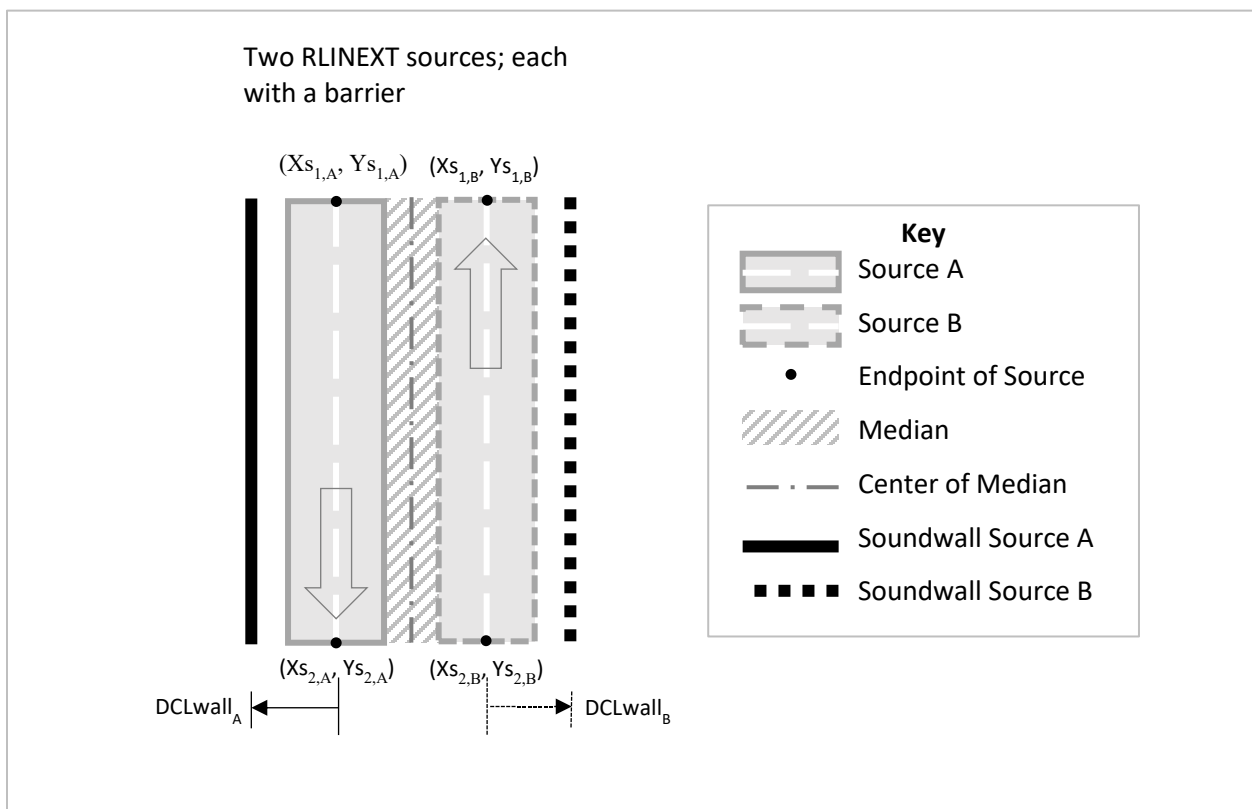 Two RLINEXT sources; each
with a barrier
(Xs1,A, Ys1,A)
(Xs1,B, Ys1,B)
(Xs2,A, Ys2,A)
(Xs2,B, Ys2,B)
DCLwallA
DCLwallB
Key
Source A
Source B
Endpoint of Source
Median
Center of Median
Soundwall Source A
Soundwall Source B